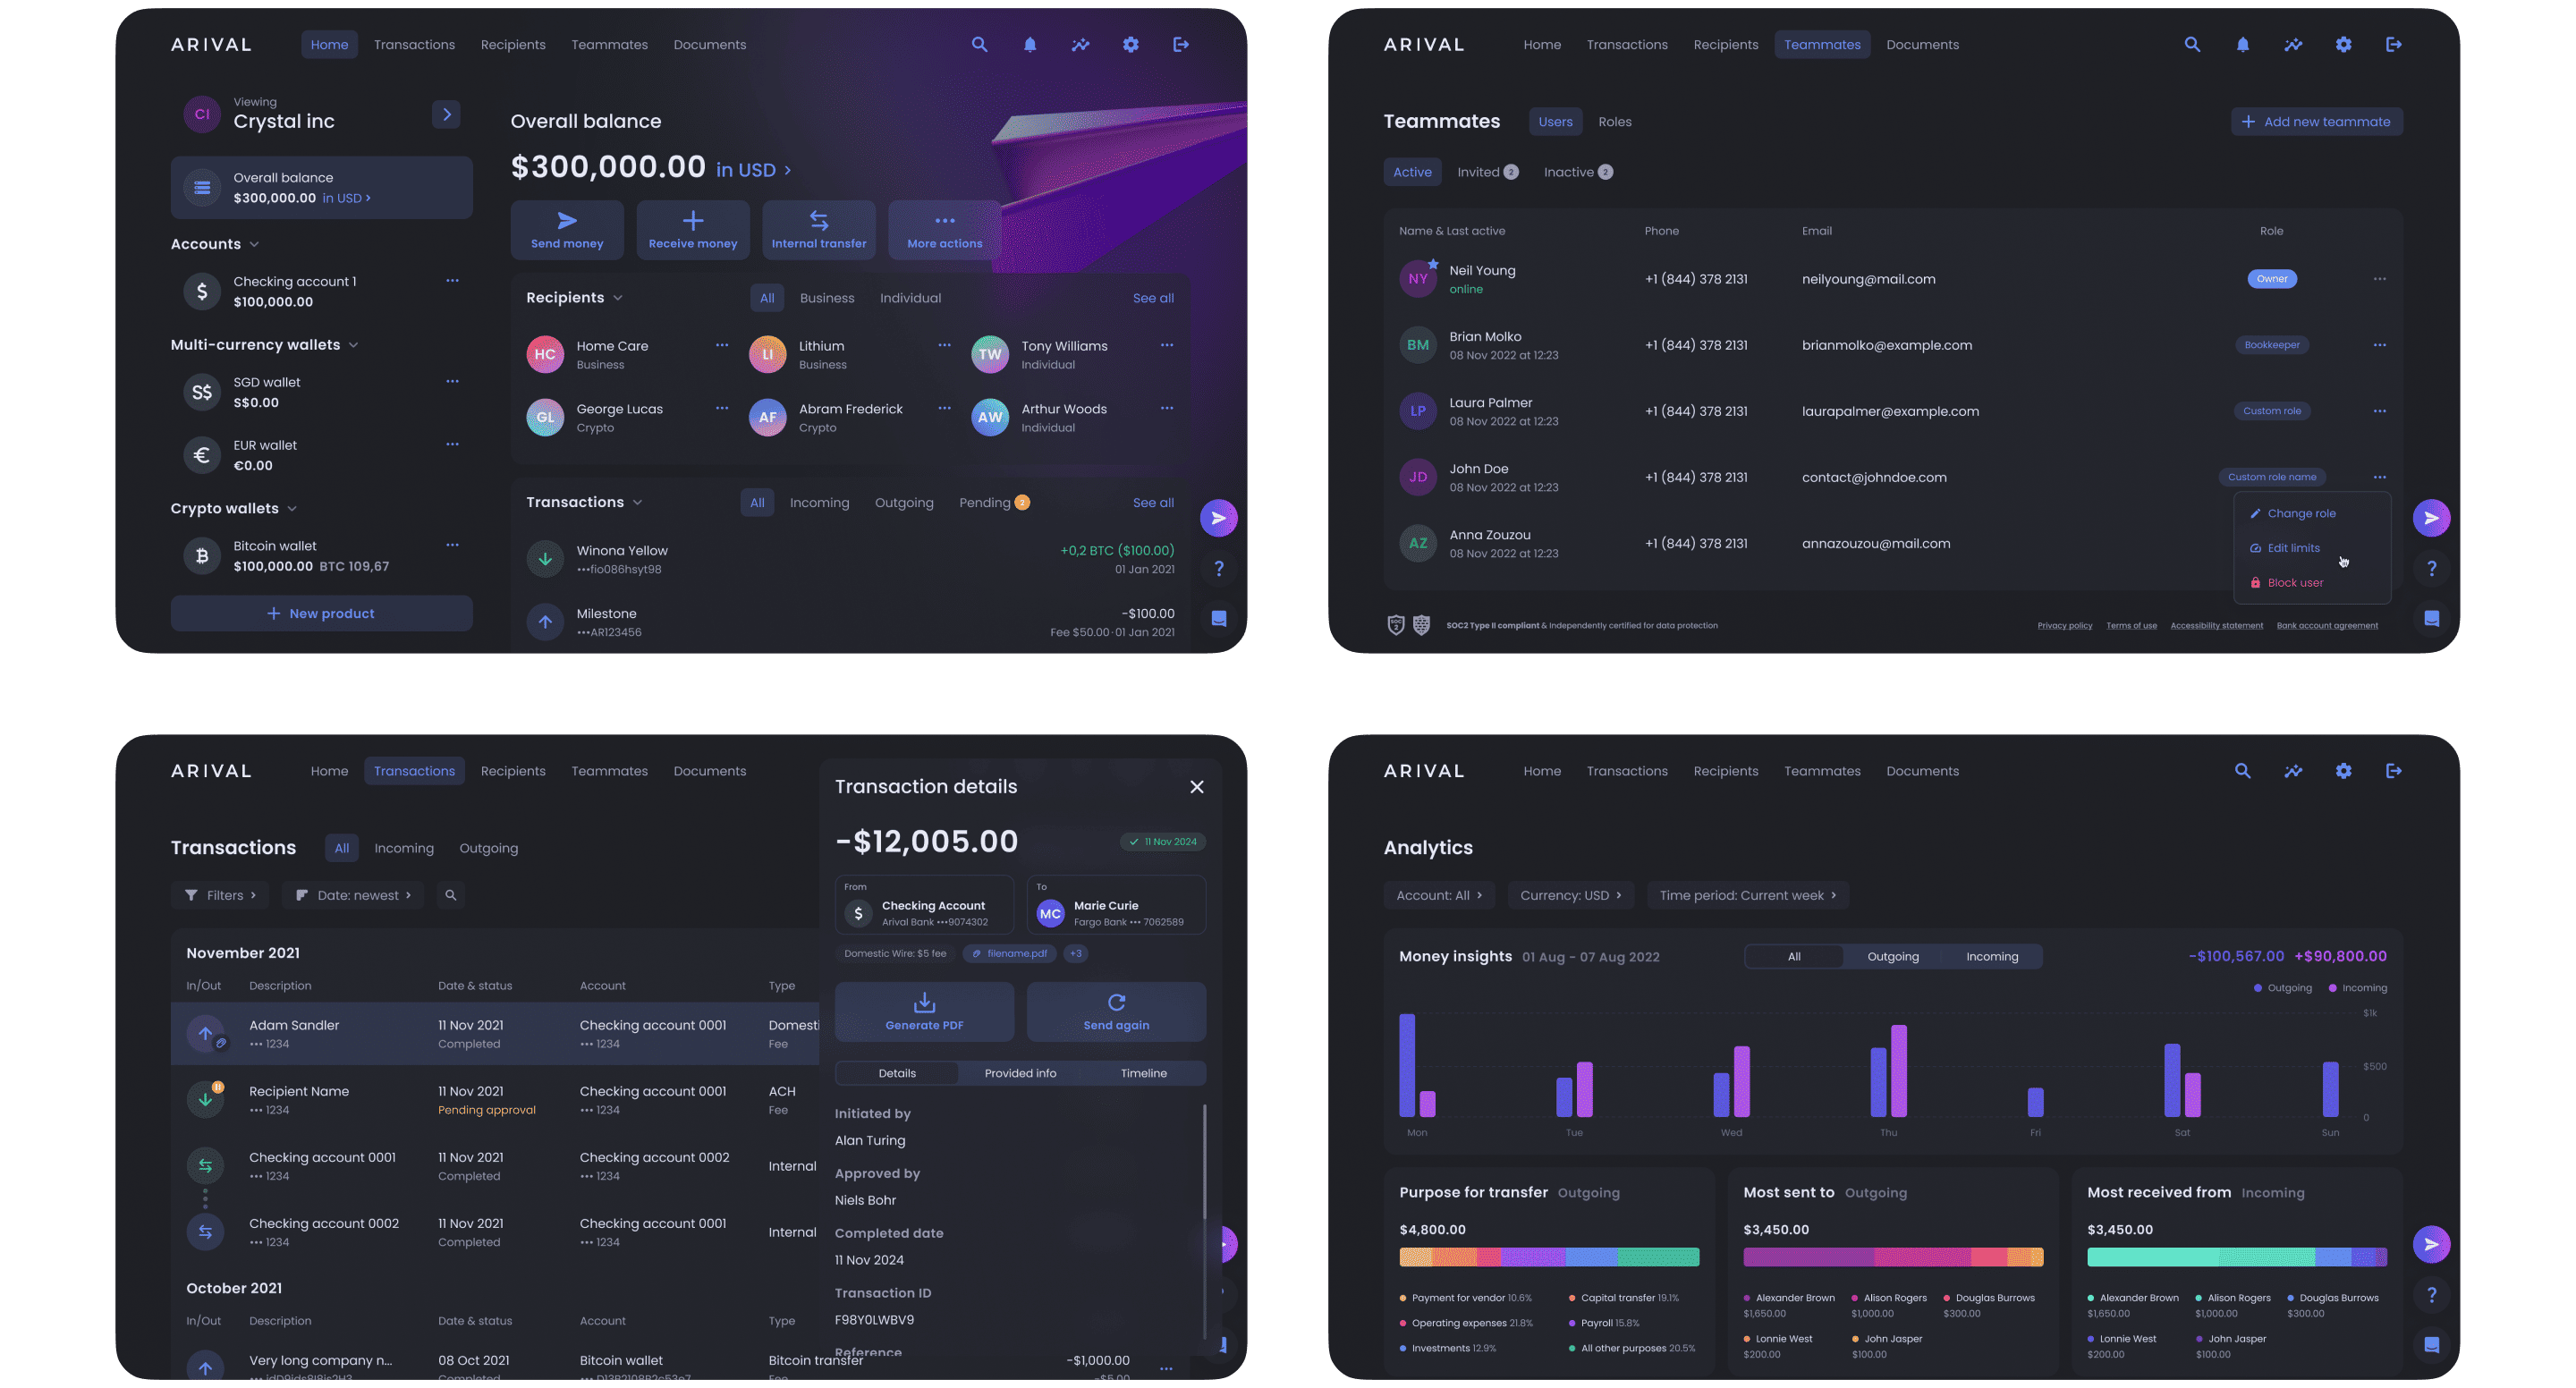 ARIVAL
Home Transactions Recipients Teammates Documents
CI
Viewing
Crystal inc
Overall balance
$300,000.00 in USD
Accounts
$
Checking account 1
$100,000.00
Multi-currency wallets
S$
SGD wallet
S$0.00
€
EUR wallet
€0.00
Crypto wallets
Bitcoin wallet
$100,000.00 BTC 109,67
New product
Overall balance
$300,000.00 in USD
Send money Receive money Internal transfer More actions
Recipients All Business Individual See all
HC Home Care LI Lithium TW Tony Williams
Business Business Individual
GL George Lucas AF Abram Frederick AW Arthur Woods
Crypto Crypto Individual
Transactions All Incoming Outgoing Pending 2 See all
Winona Yellow +0,2 BTC ($100.00)
•••fio086hsyt98 01 Jan 2021
Milestone -$100.00
•••AR123456 Fee $50.00·01 Jan 2021
?
ARIVAL
Home Transactions Recipients Teammates Documents
Teammates Users Roles Add new teammate
Active Invited 2 Inactive 2
Name & Last active Phone Email Role
NY Neil Young +1 (844) 378 2131 neilyoung@mail.com Owner
online
BM Brian Molko +1 (844) 378 2131 brianmolko@example.com Bookkeeper
08 Nov 2022 at 12:23
LP Laura Palmer +1 (844) 378 2131 laurapalmer@example.com Custom role
08 Nov 2022 at 12:23
JD John Doe +1 (844) 378 2131 contact@johndoe.com Custom role name
08 Nov 2022 at 12:23
AZ Anna Zouzou +1 (844) 378 2131 annazouzou@mail.com
08 Nov 2022 at 12:23
Change role
Edit limits
Block user
SOC2 Type II compliant & Independently certified for data protection
Privacy policy Terms of use Accessibility statement Bank account agreement
?
ARIVAL
Home Transactions Recipients Teammates Documents
Transactions All Incoming Outgoing
Filters Date: newest
November 2021
In/Out Description Date & status Account Type
Adam Sandler 11 Nov 2021 Checking account 0001 Domesti
••• 1234 Completed ••• 1234 Fee
Recipient Name 11 Nov 2021 Checking account 0001 ACH
••• 1234 Pending approval ••• 1234 Fee
Checking account 0001 11 Nov 2021 Checking account 0002 Internal
••• 1234 Completed ••• 1234
Checking account 0002 11 Nov 2021 Checking account 0001 Internal
••• 1234 Completed ••• 1234
October 2021
In/Out Description Date & status Account Type
Very long company n... 08 Oct 2021 Bitcoin wallet Bitcoin transfer -$1,000.00
Transaction details
-$12,005.00 11 Nov 2024
From To
$ Checking Account MC Marie Curie
Arival Bank •••9074302 Fargo Bank ••• 7062589
Domestic Wire: $5 fee filename.pdf +3
Generate PDF Send again
Details Provided info Timeline
Initiated by
Alan Turing
Approved by
Niels Bohr
Completed date
11 Nov 2024
Transaction ID
F98Y0LWBV9
Reference
ARIVAL
Home Transactions Recipients Teammates Documents
Analytics
Account: All Currency: USD Time period: Current week
Money insights 01 Aug - 07 Aug 2022 All Outgoing Incoming -$100,567.00 +$90,800.00
Outgoing Incoming
$1k
$500
0
Mon Tue Wed Thu Fri Sat Sun
Purpose for transfer Outgoing
$4,800.00
Payment for vendor 10.6% Capital transfer 19.1%
Operating expenses 21.8% Payroll 15.8%
Investments 12.9% All other purposes 20.5%
Most sent to Outgoing
$3,450.00
Alexander Brown Alison Rogers Douglas Burrows
$1,650.00 $1,000.00 $300.00
Lonnie West John Jasper
$200.00 $100.00
Most received from Incoming
$3,450.00
Alexander Brown Alison Rogers Douglas Burrows
$1,650.00 $1,000.00 $300.00
Lonnie West John Jasper
$200.00 $100.00
?